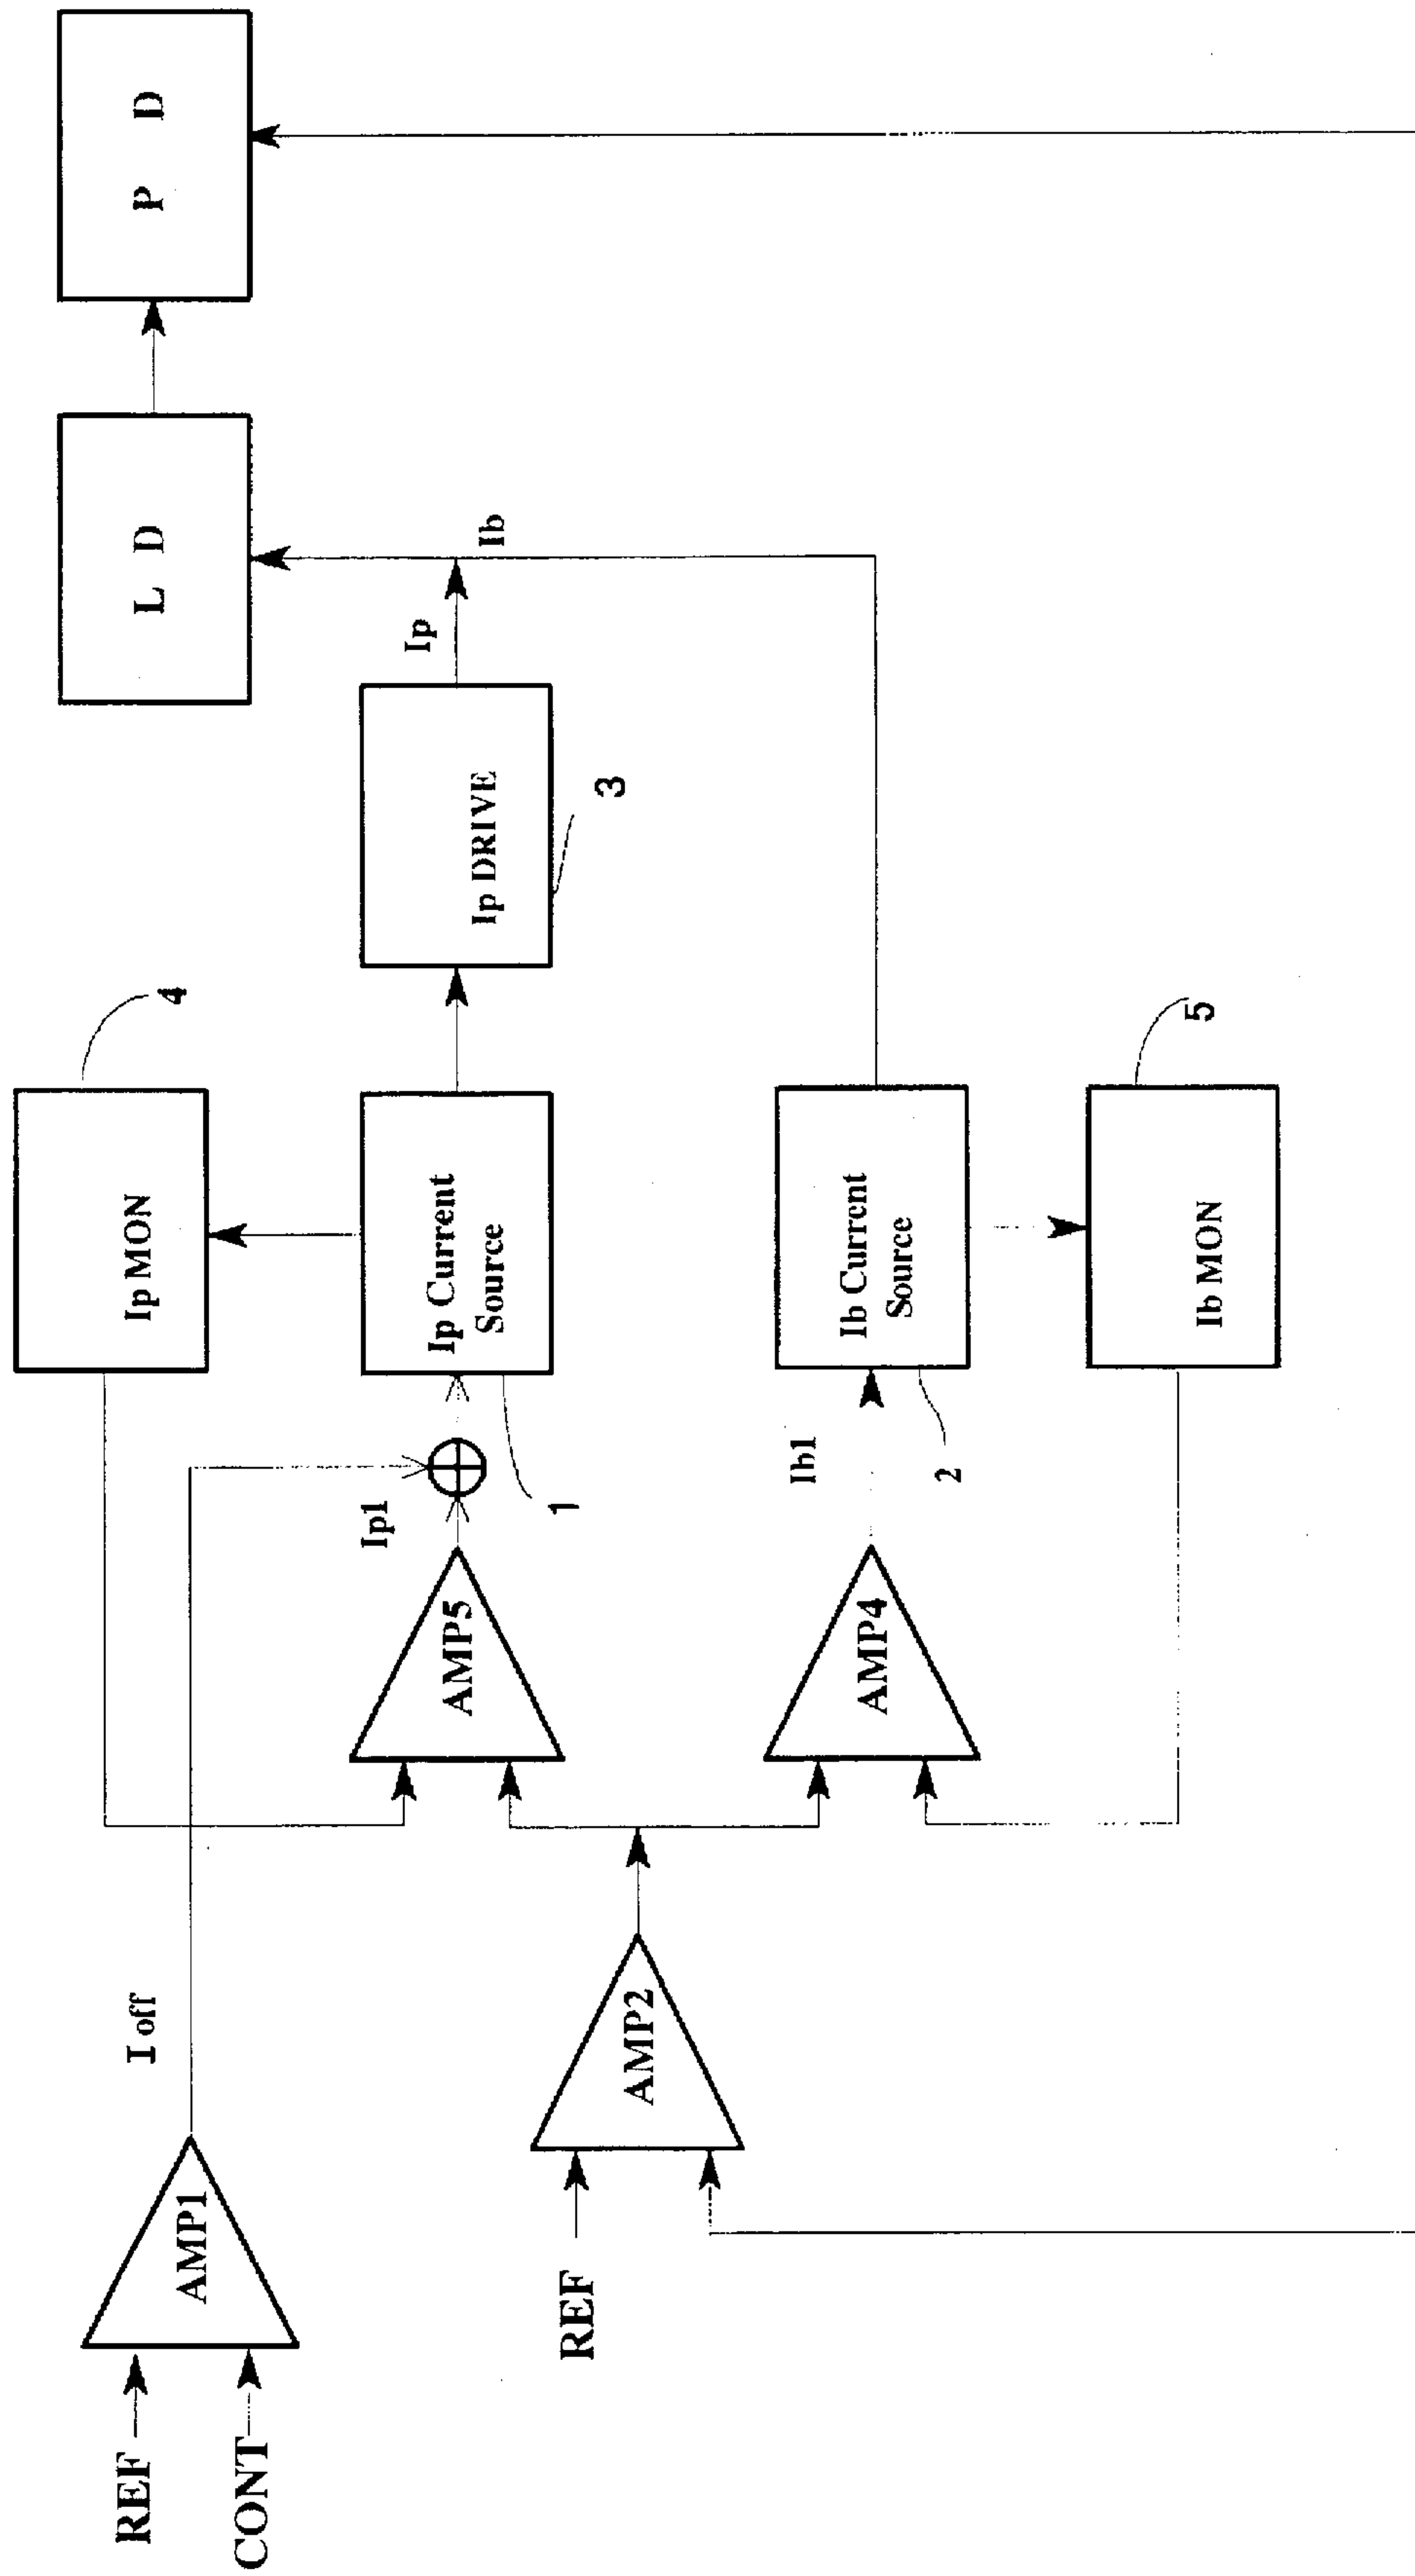 P D
L D
Ib
Ip
Ip DRIVE
3
4
Ip MON
Ip Current
Source
1
Ip1
I off
AMP5
AMP1
REF
CONT
5
Ib Current
Source
Ib MON
2
Ib1
AMP4
AMP2
REF